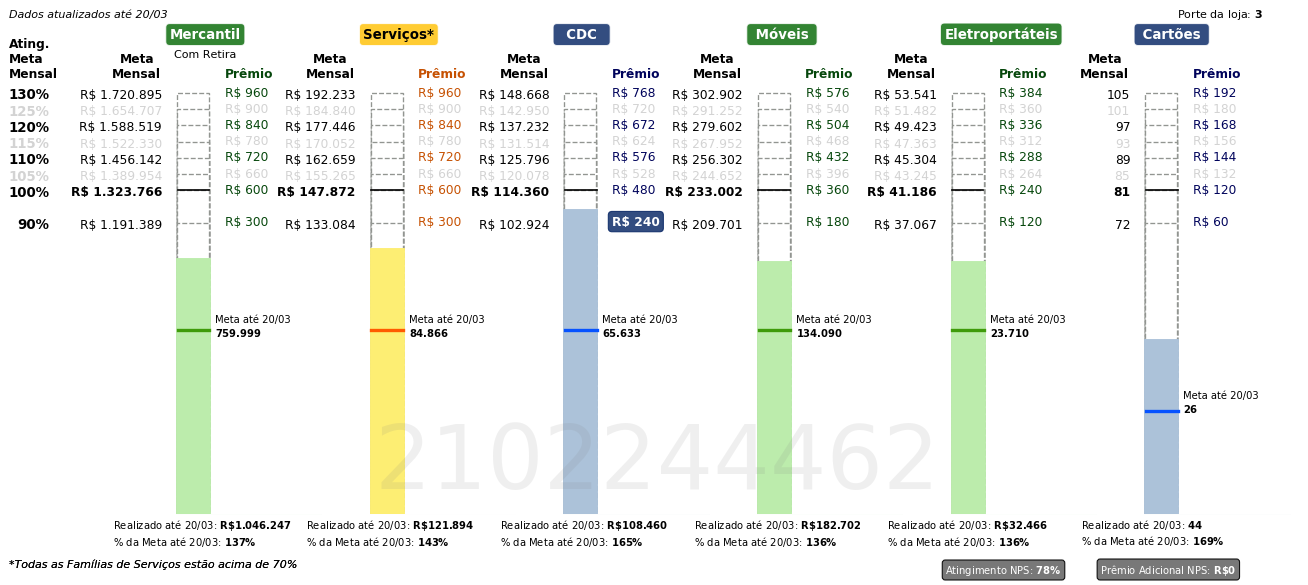 Dados atualizados até 20/03 Porte da loja: 3
Mercantil Serviços* CDC Móveis Eletroportáteis Cartões
Com Retira
Ating. Meta Mensal Meta Mensal Prêmio Meta Mensal Prêmio Meta Mensal Prêmio Meta Mensal Prêmio Meta Mensal Prêmio Meta Mensal Prêmio
130% R$ 1.720.895 R$ 960 R$ 192.233 R$ 960 R$ 148.668 R$ 768 R$ 302.902 R$ 576 R$ 53.541 R$ 384 105 R$ 192
125% R$ 1.654.707 R$ 900 R$ 184.840 R$ 900 R$ 142.950 R$ 720 R$ 291.252 R$ 540 R$ 51.482 R$ 360 101 R$ 180
120% R$ 1.588.519 R$ 840 R$ 177.446 R$ 840 R$ 137.232 R$ 672 R$ 279.602 R$ 504 R$ 49.423 R$ 336 97 R$ 168
115% R$ 1.522.330 R$ 780 R$ 170.052 R$ 780 R$ 131.514 R$ 624 R$ 267.952 R$ 468 R$ 47.363 R$ 312 93 R$ 156
110% R$ 1.456.142 R$ 720 R$ 162.659 R$ 720 R$ 125.796 R$ 576 R$ 256.302 R$ 432 R$ 45.304 R$ 288 89 R$ 144
105% R$ 1.389.954 R$ 660 R$ 155.265 R$ 660 R$ 120.078 R$ 528 R$ 244.652 R$ 396 R$ 43.245 R$ 264 85 R$ 132
100% R$ 1.323.766 R$ 600 R$ 147.872 R$ 600 R$ 114.360 R$ 480 R$ 233.002 R$ 360 R$ 41.186 R$ 240 81 R$ 120
90% R$ 1.191.389 R$ 300 R$ 133.084 R$ 300 R$ 102.924 R$ 240 R$ 209.701 R$ 180 R$ 37.067 R$ 120 72 R$ 60
Meta até 20/03 Meta até 20/03 Meta até 20/03 Meta até 20/03 Meta até 20/03
759.999 84.866 65.633 134.090 23.710
Meta até 20/03
26
2102244462
Realizado até 20/03: R$1.046.247 Realizado até 20/03: R$121.894 Realizado até 20/03: R$108.460 Realizado até 20/03: R$182.702 Realizado até 20/03: R$32.466 Realizado até 20/03: 44
% da Meta até 20/03: 137% % da Meta até 20/03: 143% % da Meta até 20/03: 165% % da Meta até 20/03: 136% % da Meta até 20/03: 136% % da Meta até 20/03: 169%
*Todas as Famílias de Serviços estão acima de 70% Atingimento NPS: 78% Prêmio Adicional NPS: R$0